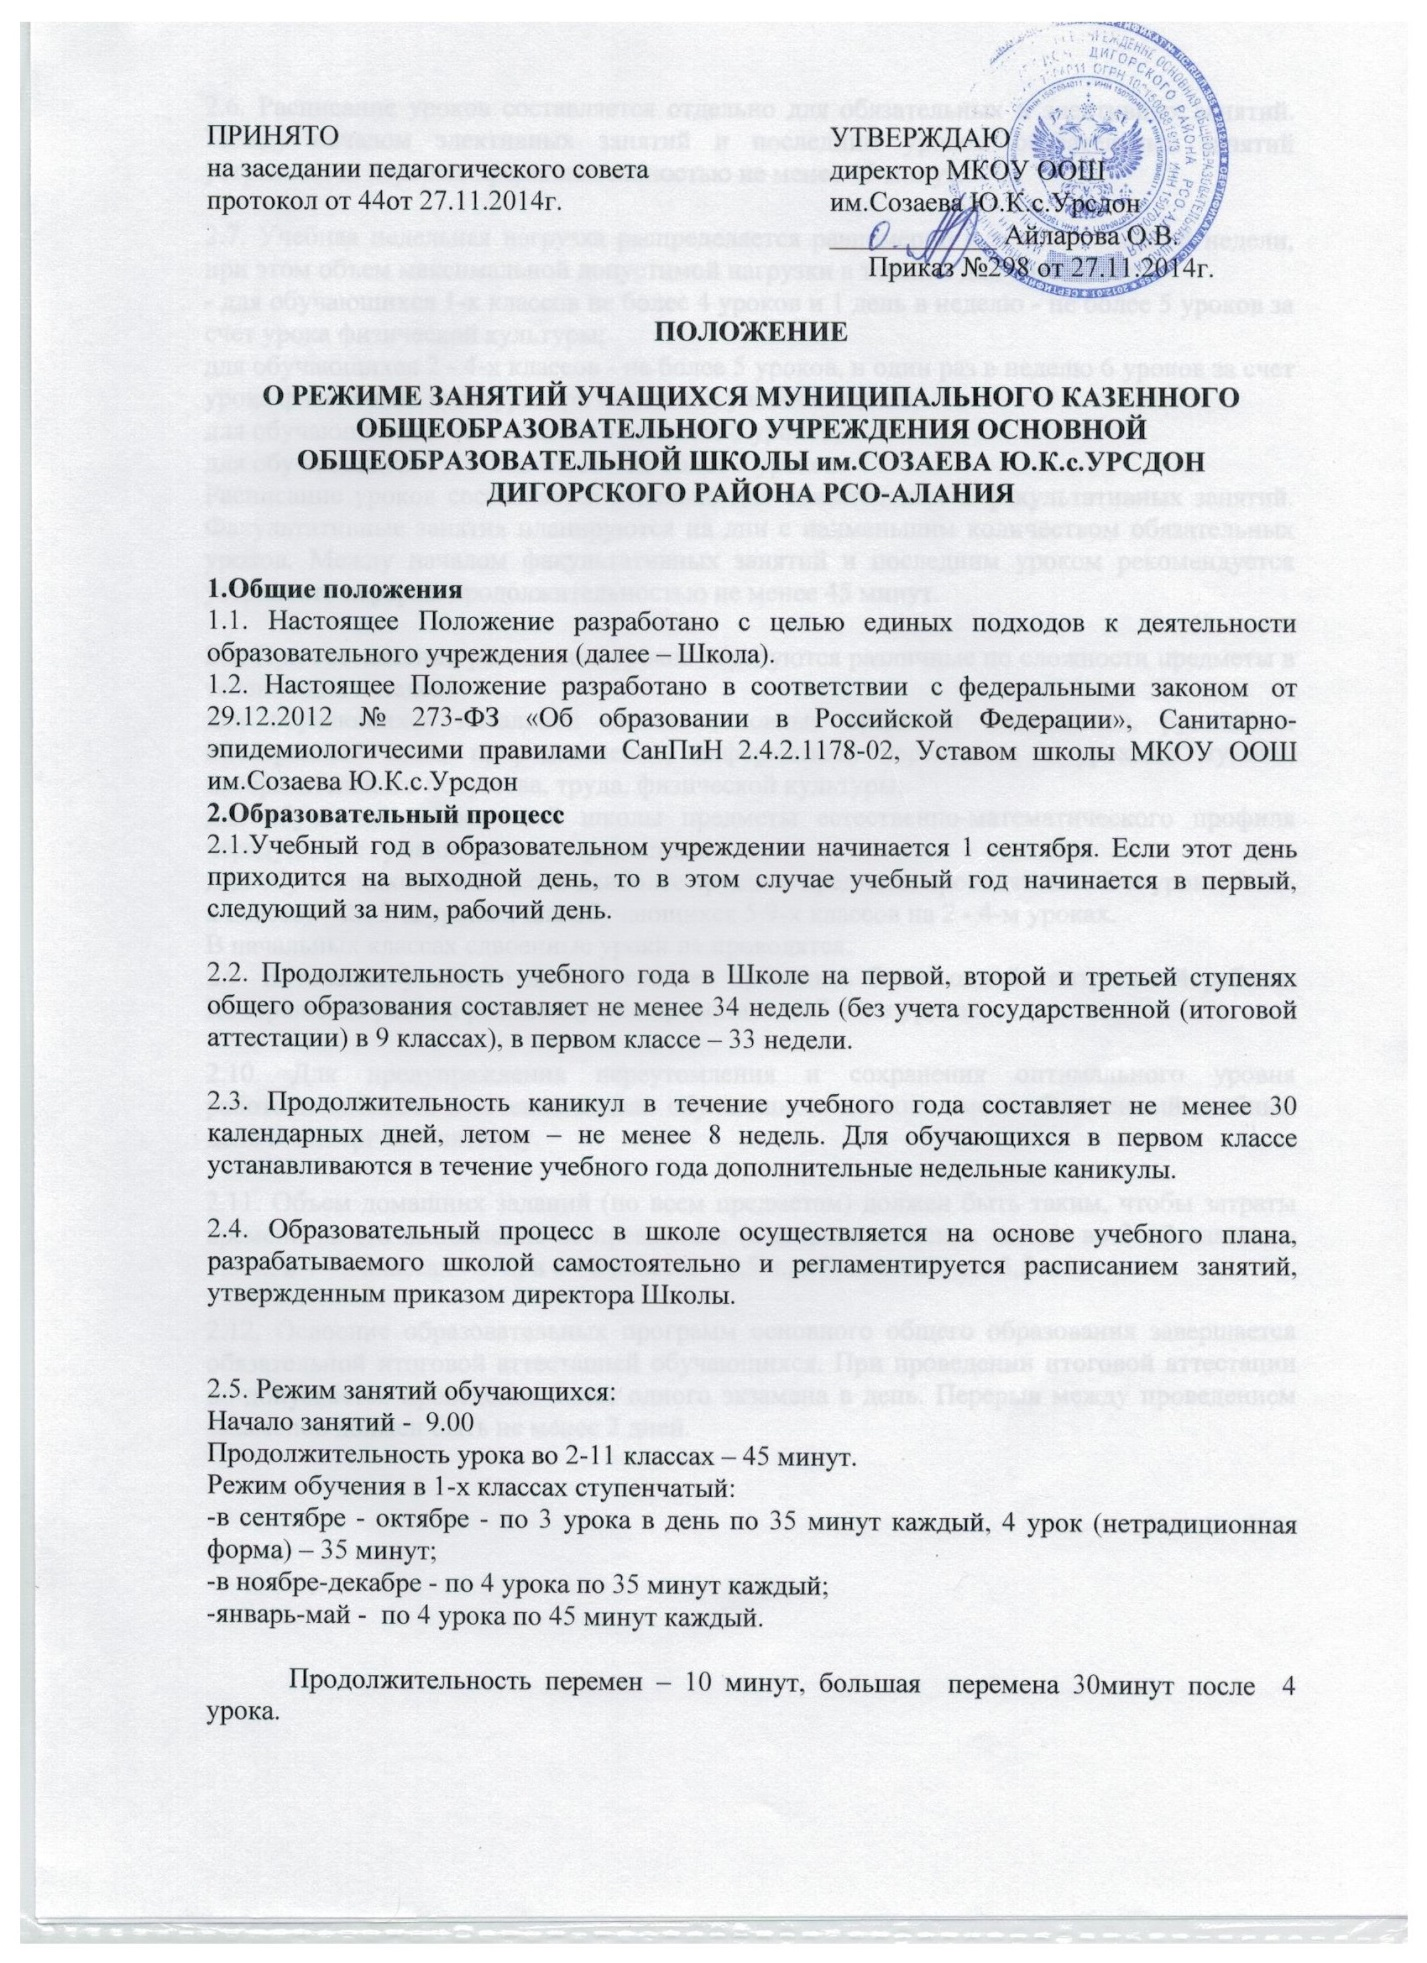 ПРИНЯТО
на заседании педагогического совета
протокол от 44от 27.11.2014г.
УТВЕРЖДАЮ
директор МКОУ ООШ
им.Созаева Ю.К.с.Урсдон
Айларова О.В.
Приказ №298 от 27.11.2014г.
ПОЛОЖЕНИЕ
О РЕЖИМЕ ЗАНЯТИЙ УЧАЩИХСЯ МУНИЦИПАЛЬНОГО КАЗЕННОГО
ОБЩЕОБРАЗОВАТЕЛЬНОГО УЧРЕЖДЕНИЯ ОСНОВНОЙ
ОБЩЕОБРАЗОВАТЕЛЬНОЙ ШКОЛЫ им.СОЗАЕВА Ю.К.с.УРСДОН
ДИГОРСКОГО РАЙОНА РСО-АЛАНИЯ
1.Общие положения
1.1. Настоящее Положение разработано с целью единых подходов к деятельности
образовательного учреждения (далее – Школа).
1.2. Настоящее Положение разработано в соответствии с федеральными законом от
29.12.2012 № 273-ФЗ «Об образовании в Российской Федерации», Санитарно-
эпидемиологичесими правилами СанПиН 2.4.2.1178-02, Уставом школы МКОУ ООШ
им.Созаева Ю.К.с.Урсдон
2.Образовательный процесс
2.1.Учебный год в образовательном учреждении начинается 1 сентября. Если этот день
приходится на выходной день, то в этом случае учебный год начинается в первый,
следующий за ним, рабочий день.
2.2. Продолжительность учебного года в Школе на первой, второй и третьей ступенях
общего образования составляет не менее 34 недель (без учета государственной (итоговой
аттестации) в 9 классах), в первом классе – 33 недели.
2.3. Продолжительность каникул в течение учебного года составляет не менее 30
календарных дней, летом – не менее 8 недель. Для обучающихся в первом классе
устанавливаются в течение учебного года дополнительные недельные каникулы.
2.4. Образовательный процесс в школе осуществляется на основе учебного плана,
разрабатываемого школой самостоятельно и регламентируется расписанием занятий,
утвержденным приказом директора Школы.
2.5. Режим занятий обучающихся:
Начало занятий - 9.00
Продолжительность урока во 2-11 классах – 45 минут.
Режим обучения в 1-х классах ступенчатый:
-в сентябре - октябре - по 3 урока в день по 35 минут каждый, 4 урок (нетрадиционная
форма) – 35 минут;
-в ноябре-декабре - по 4 урока по 35 минут каждый;
-январь-май - по 4 урока по 45 минут каждый.
Продолжительность перемен – 10 минут, большая перемена 30минут после 4
урока.